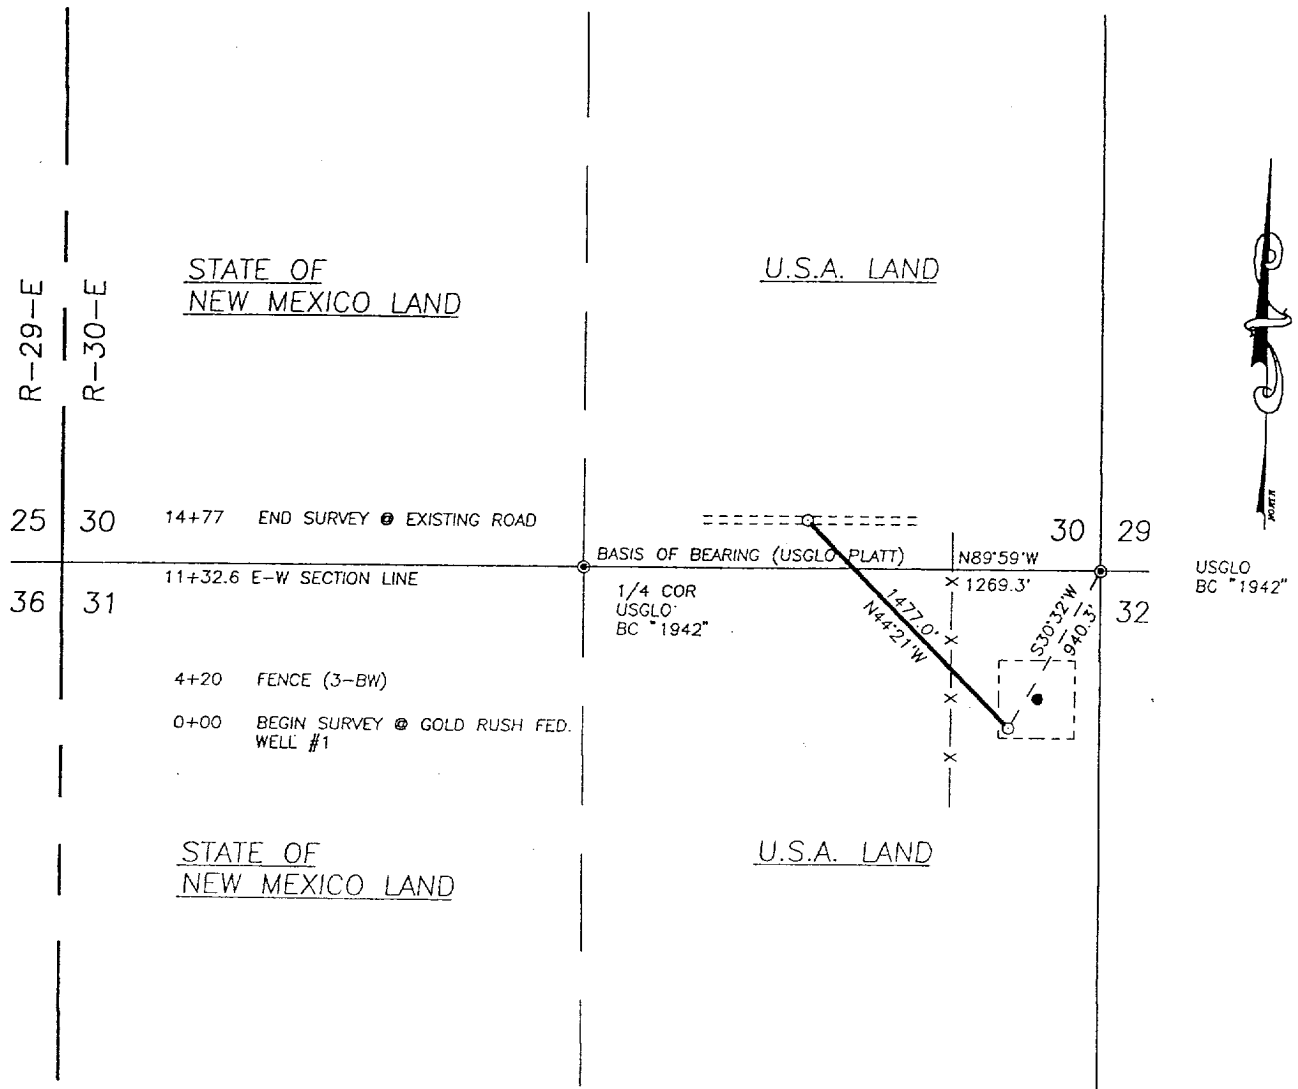 STATE OF
NEW MEXICO LAND
U.S.A. LAND
R-29-E
R-30-E
NORTH
25
30
14+77 END SURVEY @ EXISTING ROAD
30
29
BASIS OF BEARING (USGLO PLATT)
N89°59'W
1269.3'
USGLO
BC "1942"
11+32.6 E-W SECTION LINE
36
31
1/4 COR
USGLO
BC "1942"
32
1477.0'
N44°21'W
S30°32'W
940.3'
4+20 FENCE (3-BW)
0+00 BEGIN SURVEY @ GOLD RUSH FED.
WELL #1
X
X
X
X
STATE OF
NEW MEXICO LAND
U.S.A. LAND